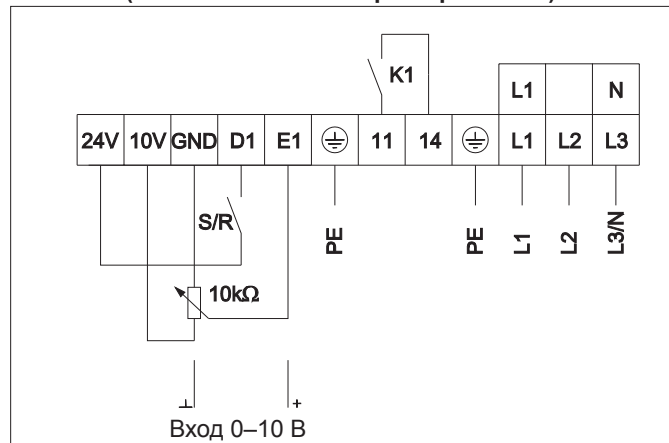 K1
L1 N
24V 10V GND D1 E1 11 14 L1 L2 L3
S/R
PE PE L1 L2 L3/N
10kΩ
⊥ +
Вход 0–10 В